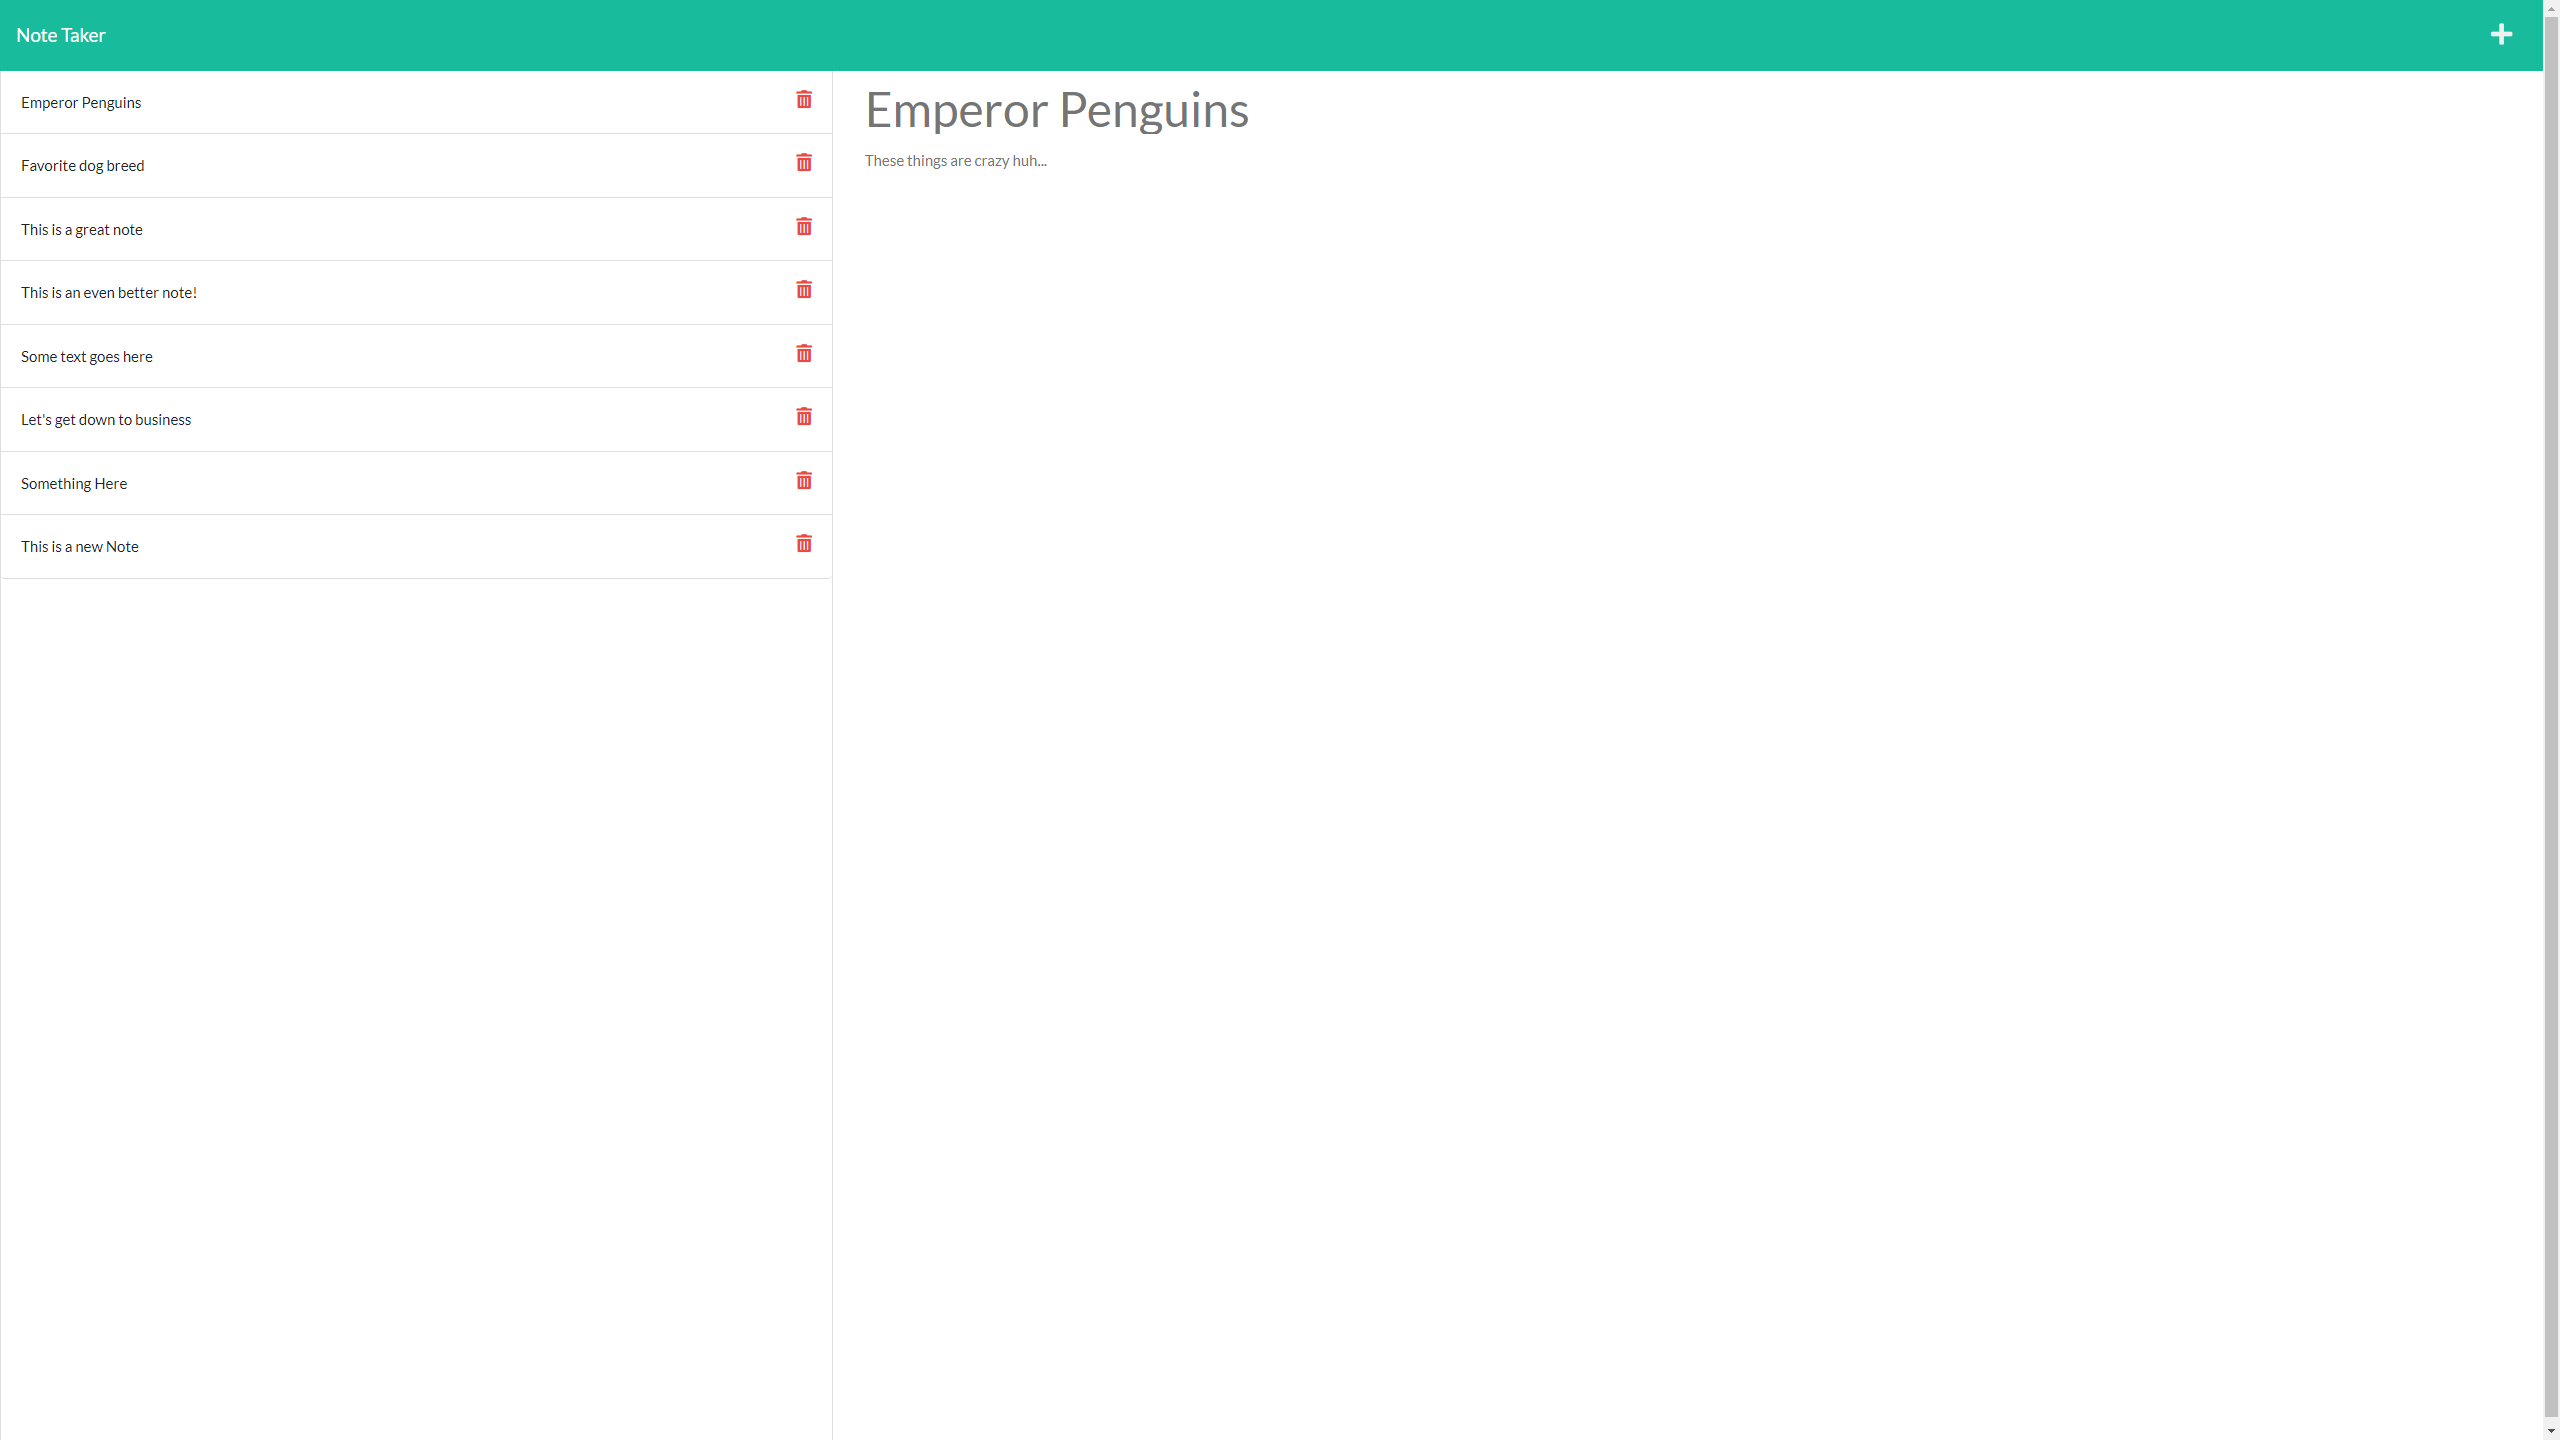 Note Taker
Emperor Penguins
Favorite dog breed
This is a great note
This is an even better note!
Some text goes here
Let's get down to business
Something Here
This is a new Note
Emperor Penguins
These things are crazy huh...